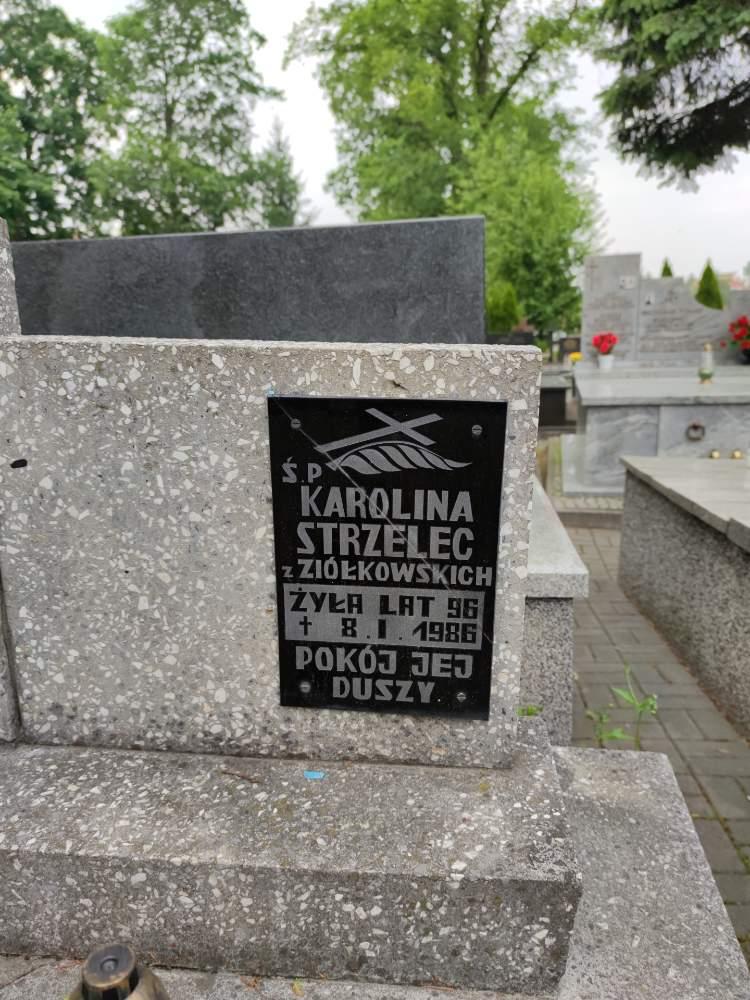 Ś.P
KAROLINA
STRZELEC
z ZIÓŁKOWSKICH
ŻYŁA LAT 96
† 8.I.1986
POKÓJ JEJ
DUSZY